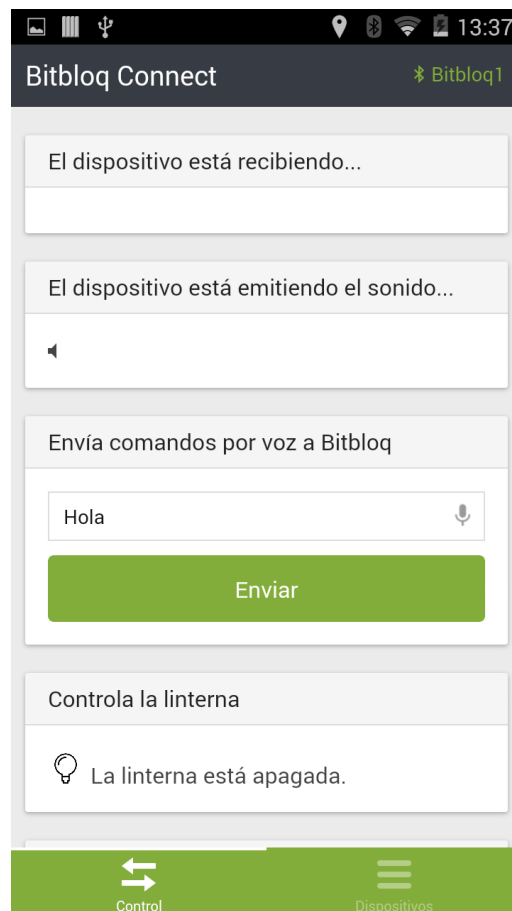 13:37
Bitbloq Connect
Bitbloq1
El dispositivo está recibiendo...
El dispositivo está emitiendo el sonido...
Envía comandos por voz a Bitbloq
Hola
Enviar
Controla la linterna
La linterna está apagada.
Control
Dispositivos